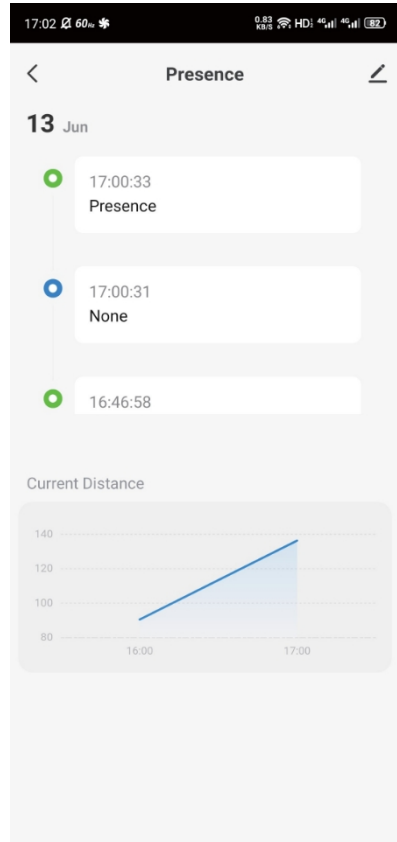 17:02 60Hz 0.83 KB/S HD 4G 4G 82
Presence
13 Jun
17:00:33
Presence
17:00:31
None
16:46:58
Current Distance
140
120
100
80
16:00 17:00